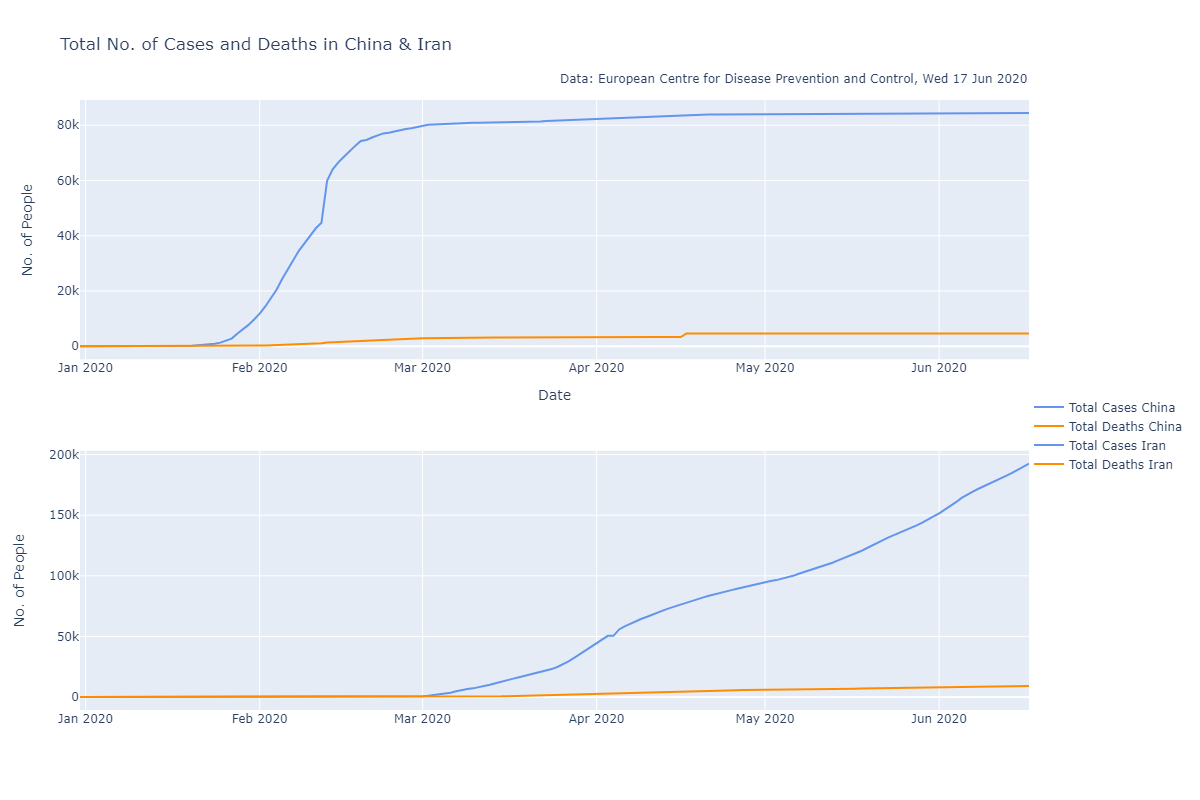 Total No. of Cases and Deaths in China & Iran
Data: European Centre for Disease Prevention and Control, Wed 17 Jun 2020
No. of People
80k
60k
40k
20k
0
Jan 2020 Feb 2020 Mar 2020 Apr 2020 May 2020 Jun 2020
Date
Total Cases China
Total Deaths China
Total Cases Iran
Total Deaths Iran
No. of People
200k
150k
100k
50k
0
Jan 2020 Feb 2020 Mar 2020 Apr 2020 May 2020 Jun 2020